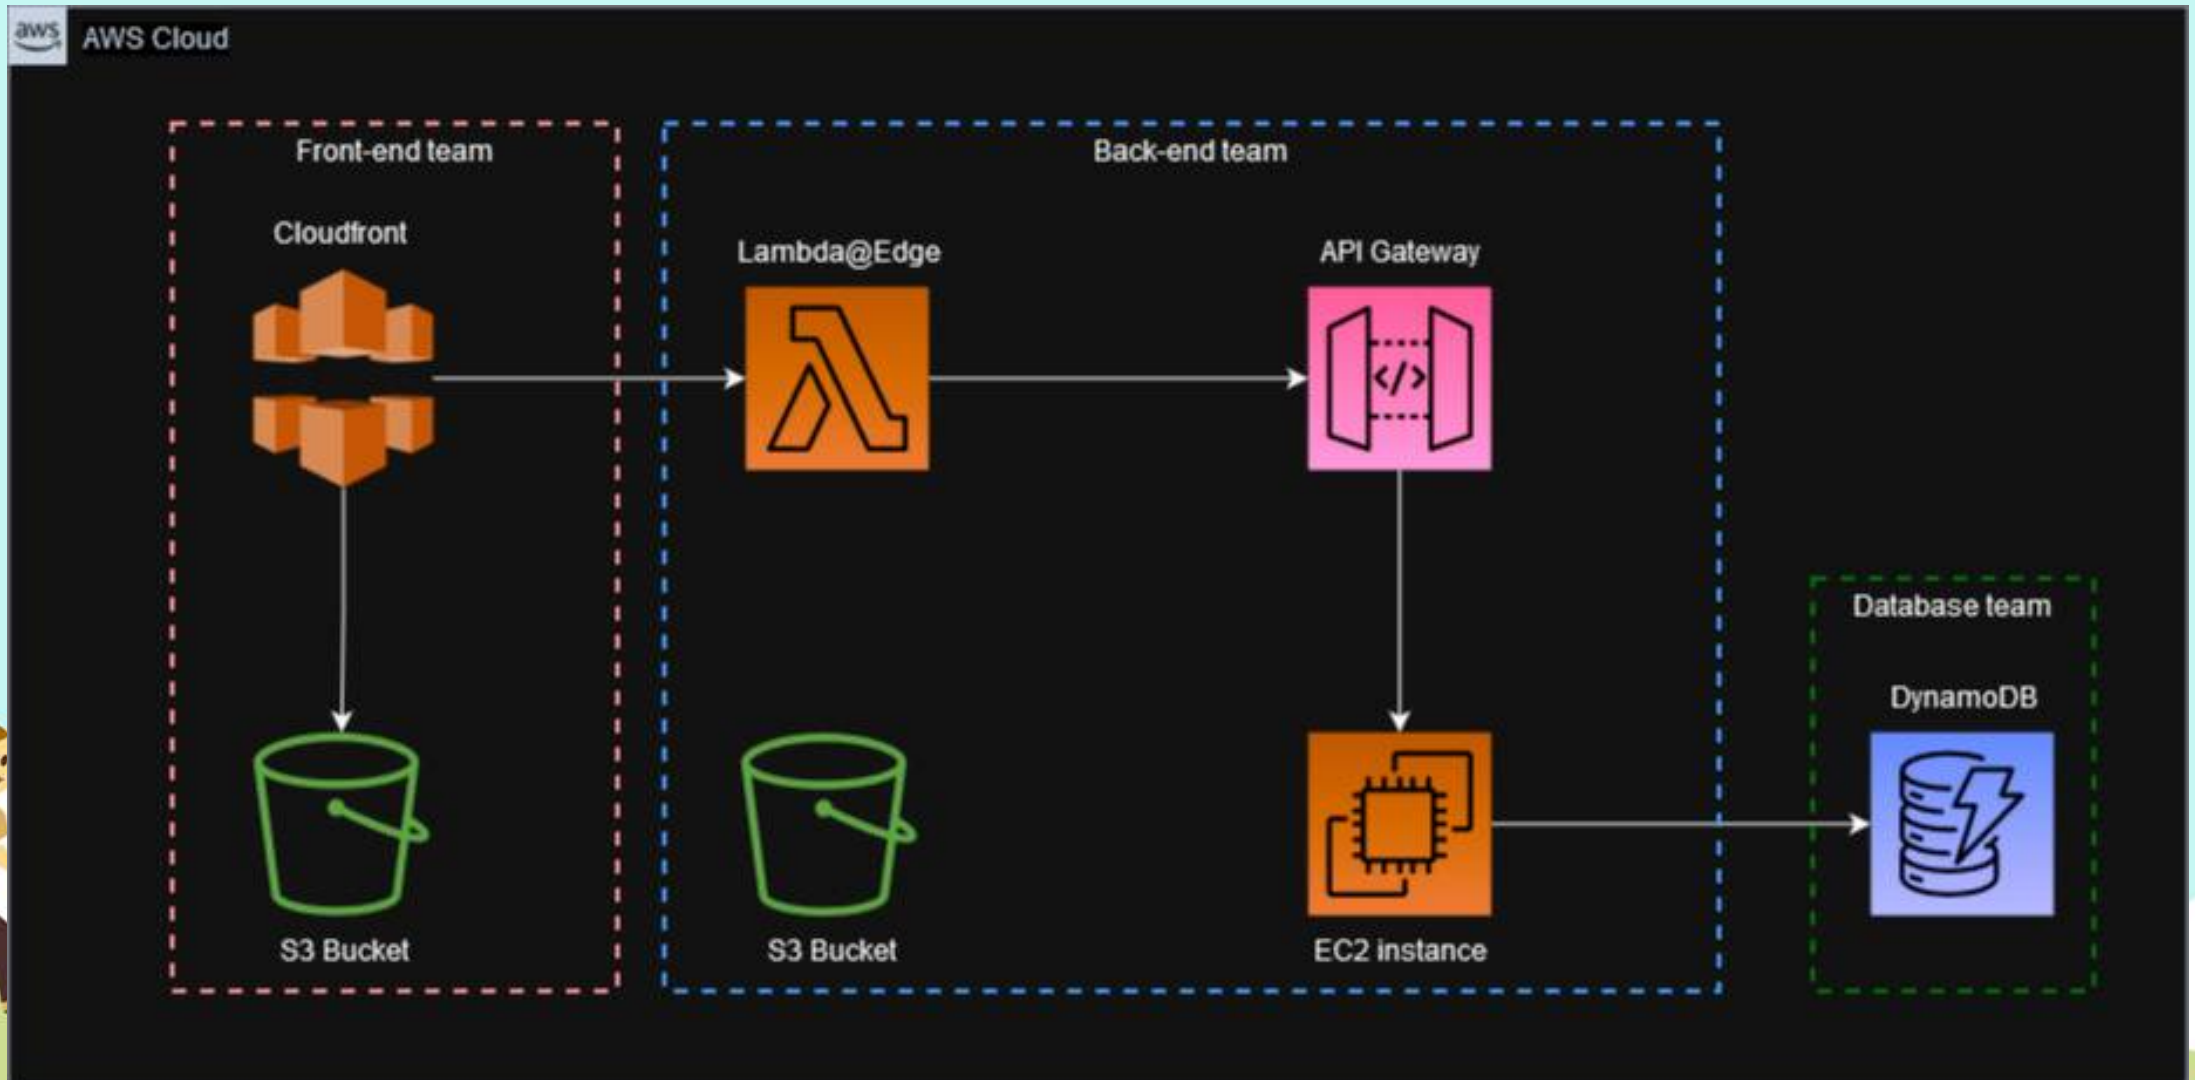 aws
AWS Cloud
Front-end team
Back-end team
Cloudfront
Lambda@Edge
API Gateway
</>
Database team
DynamoDB
S3 Bucket
S3 Bucket
EC2 instance